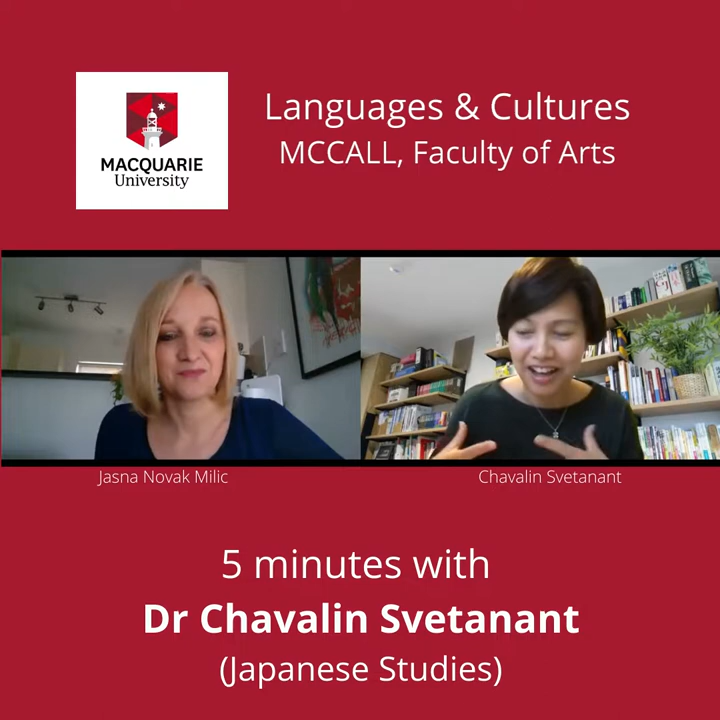 MACQUARIE
University
Languages & Cultures
MCCALL, Faculty of Arts
Jasna Novak Milic
Chavalin Svetanant
5 minutes with
Dr Chavalin Svetanant
(Japanese Studies)